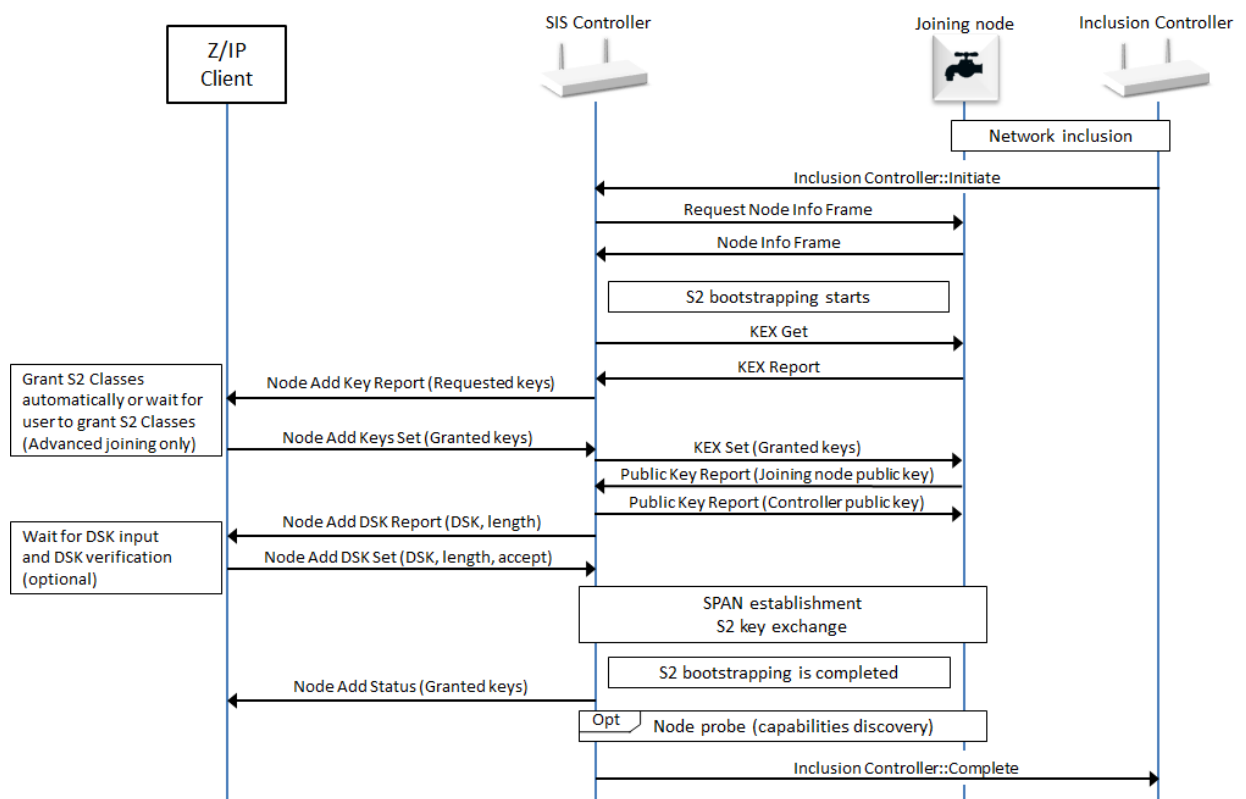 SIS Controller
Joining node
Inclusion Controller
Z/IP
Client
Network inclusion
Inclusion Controller::Initiate
Request Node Info Frame
Node Info Frame
S2 bootstrapping starts
KEX Get
KEX Report
Grant S2 Classes
automatically or wait for
user to grant S2 Classes
(Advanced joining only)
Node Add Key Report (Requested keys)
Node Add Keys Set (Granted keys)
KEX Set (Granted keys)
Public Key Report (Joining node public key)
Public Key Report (Controller public key)
Node Add DSK Report (DSK, length)
Wait for DSK input
and DSK verification
(optional)
Node Add DSK Set (DSK, length, accept)
SPAN establishment
S2 key exchange
S2 bootstrapping is completed
Node Add Status (Granted keys)
Opt
Node probe (capabilities discovery)
Inclusion Controller::Complete